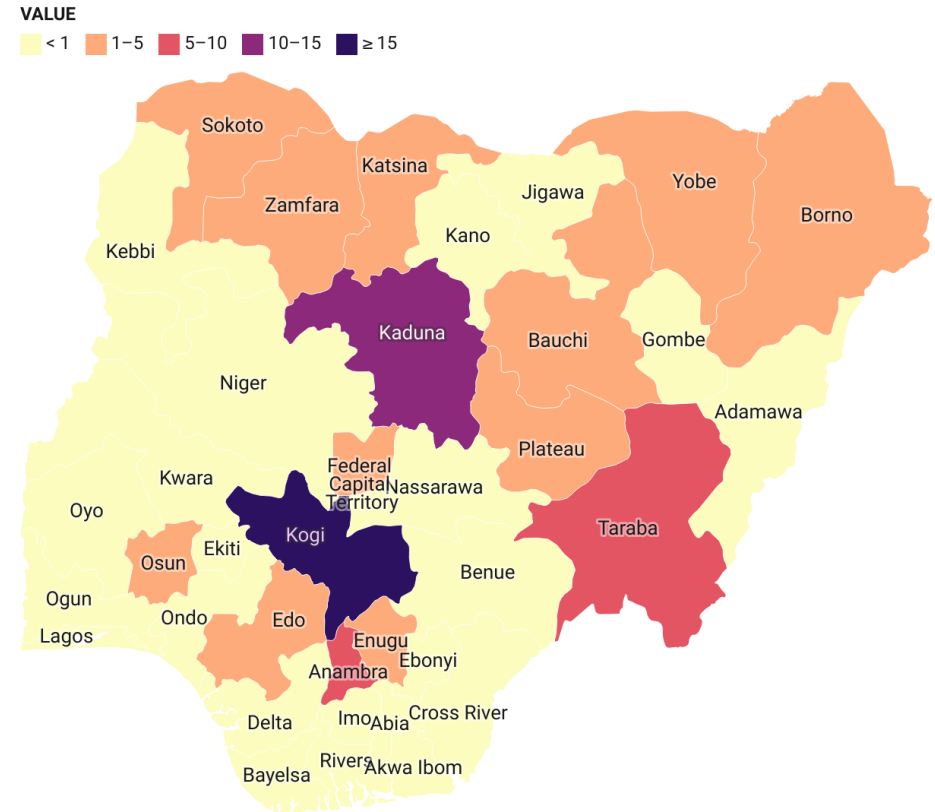 VALUE
< 1 1–5 5–10 10–15 ≥ 15
Sokoto
Katsina
Yobe
Jigawa
Zamfara
Borno
Kano
Kebbi
Kaduna
Bauchi
Gombe
Niger
Adamawa
Plateau
Federal
Capital
Territory
Nassarawa
Kwara
Oyo
Taraba
Kogi
Ekiti
Osun
Benue
Ogun
Ondo
Edo
Lagos
Enugu
Ebonyi
Anambra
Cross River
Imo
Abia
Delta
Rivers
Akwa Ibom
Bayelsa